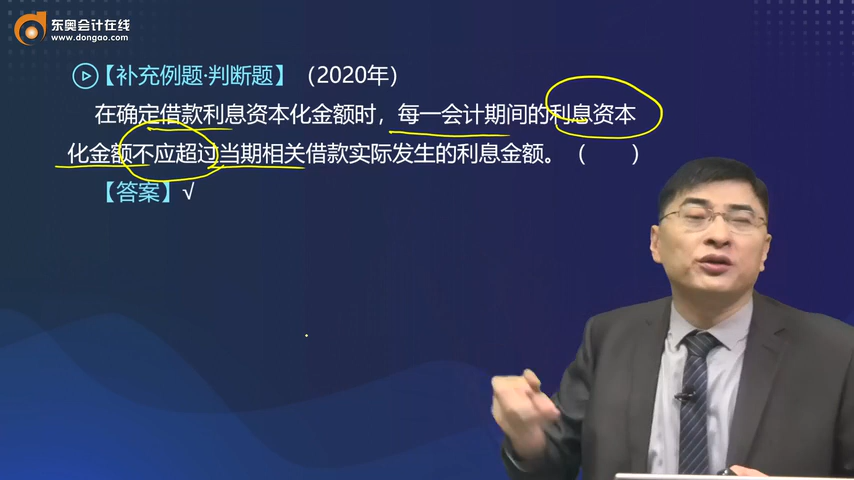 东奥会计在线
www.dongao.com
【补充例题·判断题】（2020年）
在确定借款利息资本化金额时，每一会计期间的利息资本
化金额不应超过当期相关借款实际发生的利息金额。（　　）
【答案】√